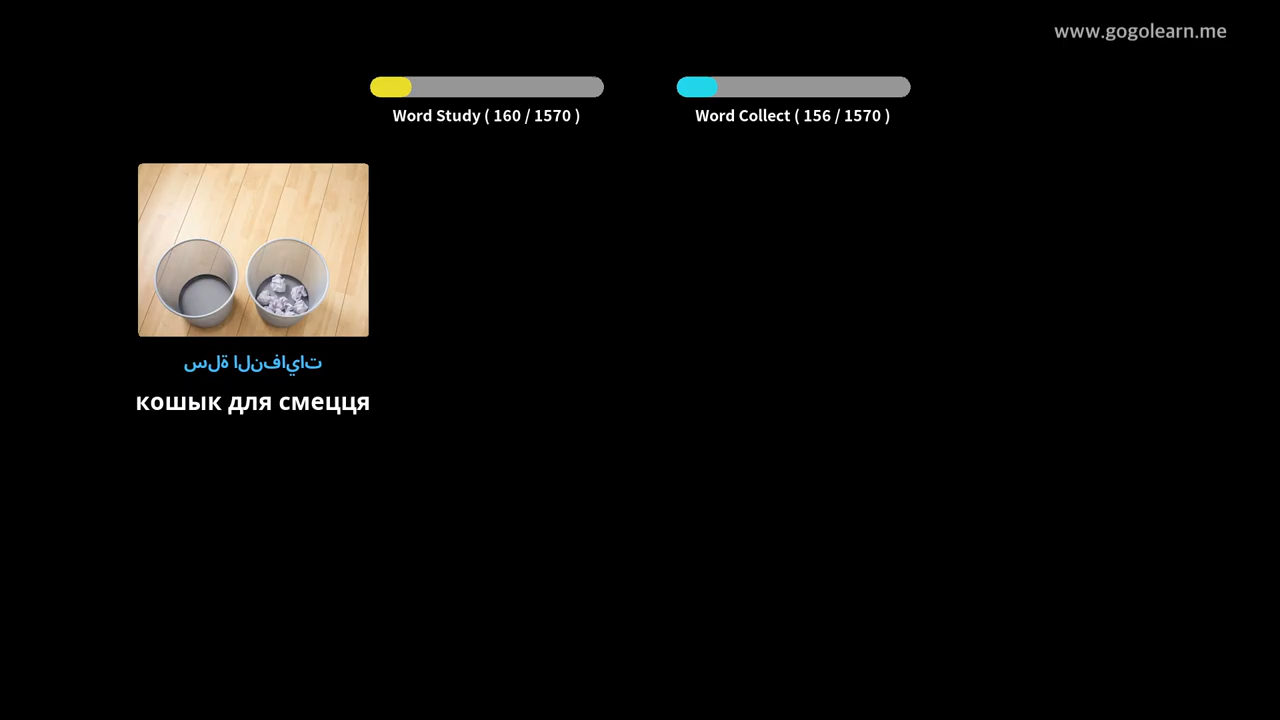 www.gogolearn.me
Word Study ( 160 / 1570 )
Word Collect ( 156 / 1570 )
سلة النفايات
кошык для смецця